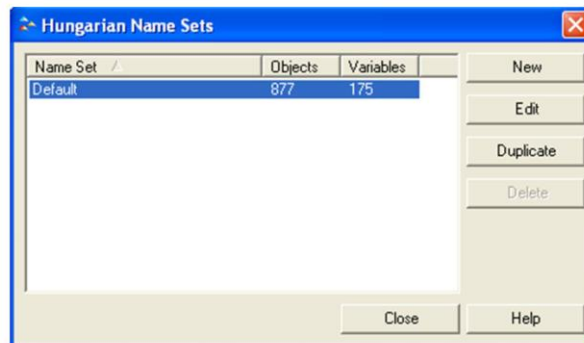 Hungarian Name Sets
Name Set Objects Variables
Default 877 175
New
Edit
Duplicate
Delete
Close
Help